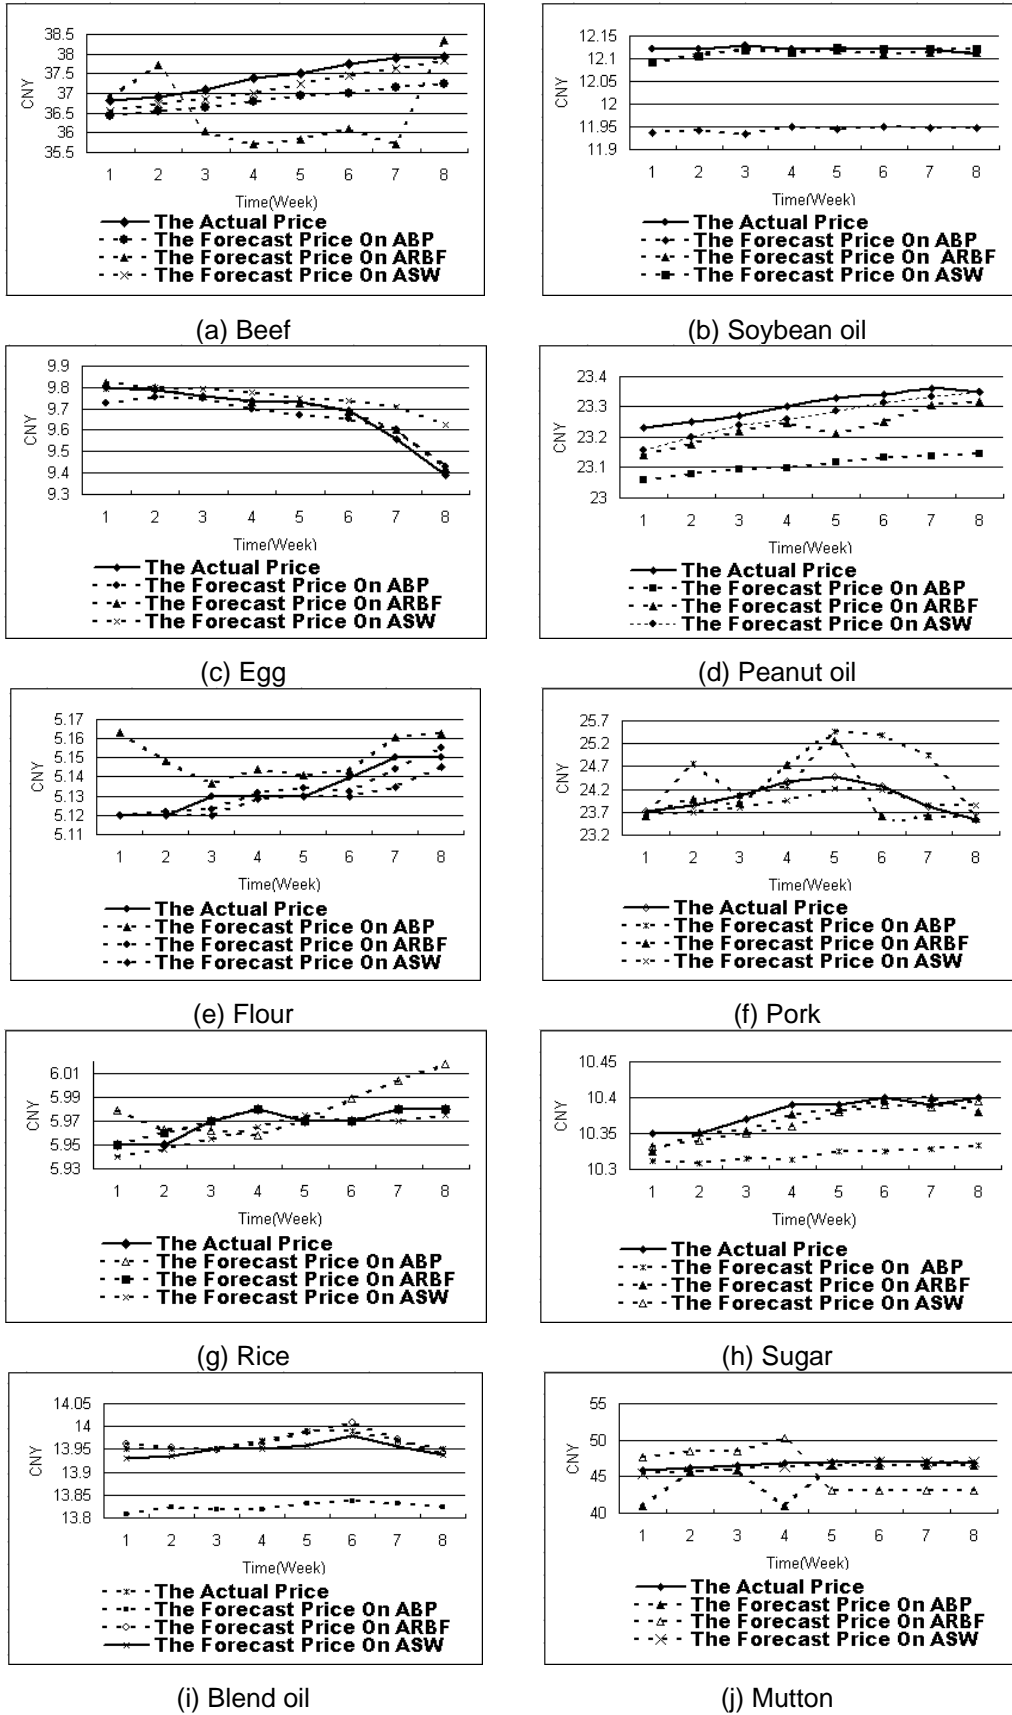 38.5
38
37.5
37
36.5
36
35.5
CNY
1 2 3 4 5 6 7 8
Time(Week)
The Actual Price
The Forecast Price On ABP
The Forecast Price On ARBF
The Forecast Price On ASW
(a) Beef
12.15
12.1
12.05
12
11.95
11.9
CNY
1 2 3 4 5 6 7 8
Time(Week)
The Actual Price
The Forecast Price On ABP
The Forecast Price On ARBF
The Forecast Price On ASW
(b) Soybean oil
9.9
9.8
9.7
9.6
9.5
9.4
9.3
CNY
1 2 3 4 5 6 7 8
Time(Week)
The Actual Price
The Forecast Price On ABP
The Forecast Price On ARBF
The Forecast Price On ASW
(c) Egg
23.4
23.3
23.2
23.1
23
CNY
1 2 3 4 5 6 7 8
Time(Week)
The Actual Price
The Forecast Price On ABP
The Forecast Price On ARBF
The Forecast Price On ASW
(d) Peanut oil
5.17
5.16
5.15
5.14
5.13
5.12
5.11
CNY
1 2 3 4 5 6 7 8
Time(Week)
The Actual Price
The Forecast Price On ABP
The Forecast Price On ARBF
The Forecast Price On ASW
(e) Flour
25.7
25.2
24.7
24.2
23.7
23.2
CNY
1 2 3 4 5 6 7 8
Time(Week)
The Actual Price
The Forecast Price On ABP
The Forecast Price On ARBF
The Forecast Price On ASW
(f) Pork
6.01
5.99
5.97
5.95
5.93
CNY
1 2 3 4 5 6 7 8
Time(Week)
The Actual Price
The Forecast Price On ABP
The Forecast Price On ARBF
The Forecast Price On ASW
(g) Rice
10.45
10.4
10.35
10.3
CNY
1 2 3 4 5 6 7 8
Time(Week)
The Actual Price
The Forecast Price On ABP
The Forecast Price On ARBF
The Forecast Price On ASW
(h) Sugar
14.05
14
13.95
13.9
13.85
13.8
CNY
1 2 3 4 5 6 7 8
Time(Week)
The Actual Price
The Forecast Price On ABP
The Forecast Price On ARBF
The Forecast Price On ASW
(i) Blend oil
55
50
45
40
CNY
1 2 3 4 5 6 7 8
Time(Week)
The Actual Price
The Forecast Price On ABP
The Forecast Price On ARBF
The Forecast Price On ASW
(j) Mutton